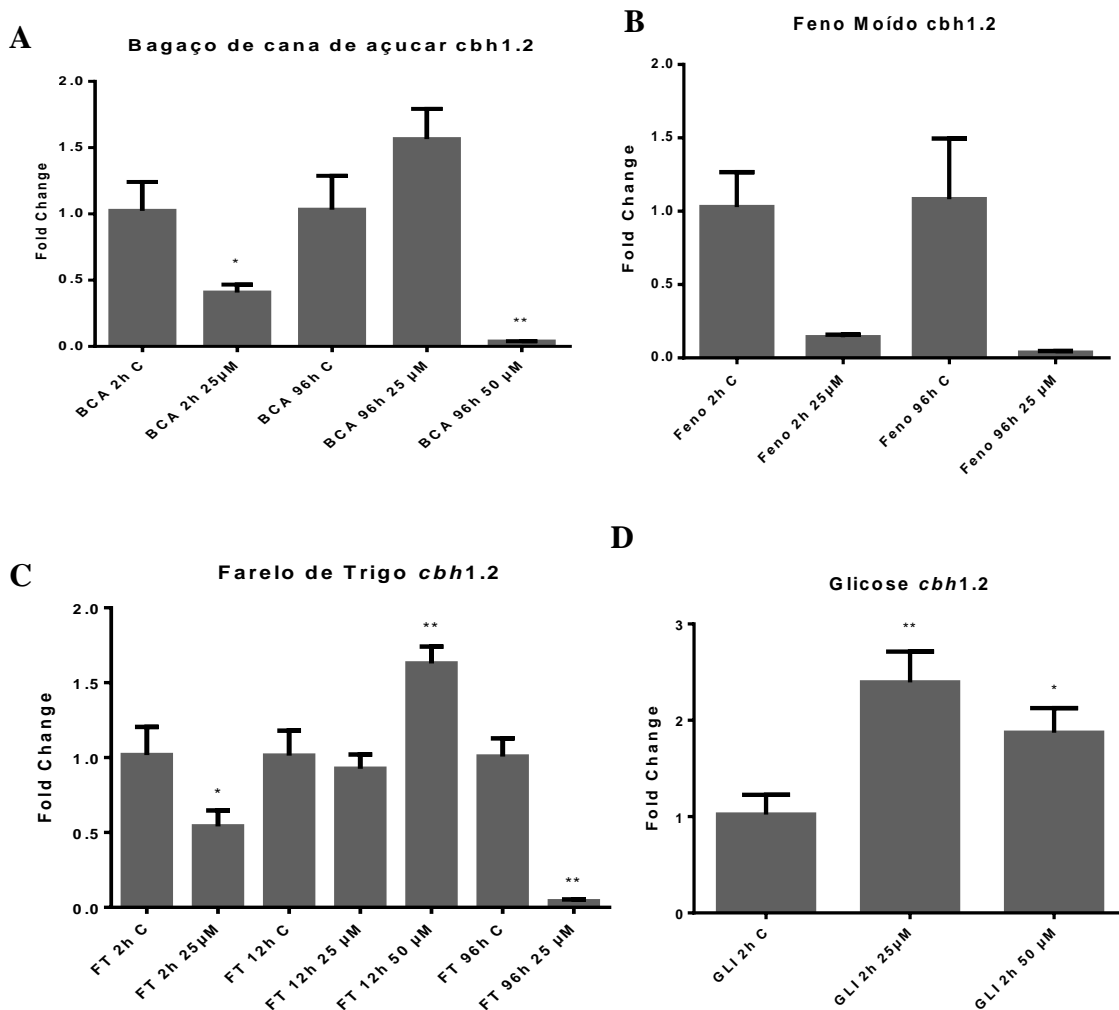 A
Bagaço de cana de açucar cbh1.2
Fold Change
2.0
1.5
1.0
0.5
0.0
*
**
BCA 2h C
BCA 2h 25µM
BCA 96h C
BCA 96h 25 µM
BCA 96h 50 µM
B
Feno Moído cbh1.2
Fold Change
2.0
1.5
1.0
0.5
0.0
Feno 2h C
Feno 2h 25µM
Feno 96h C
Feno 96h 25 µM
C
Farelo de Trigo cbh1.2
Fold Change
2.0
1.5
1.0
0.5
0.0
*
**
**
FT 2h C
FT 2h 25µM
FT 12h C
FT 12h 25 µM
FT 12h 50 µM
FT 96h C
FT 96h 25 µM
D
Glicose cbh1.2
Fold Change
3
2
1
0
**
*
GLI 2h C
GLI 2h 25µM
GLI 2h 50 µM